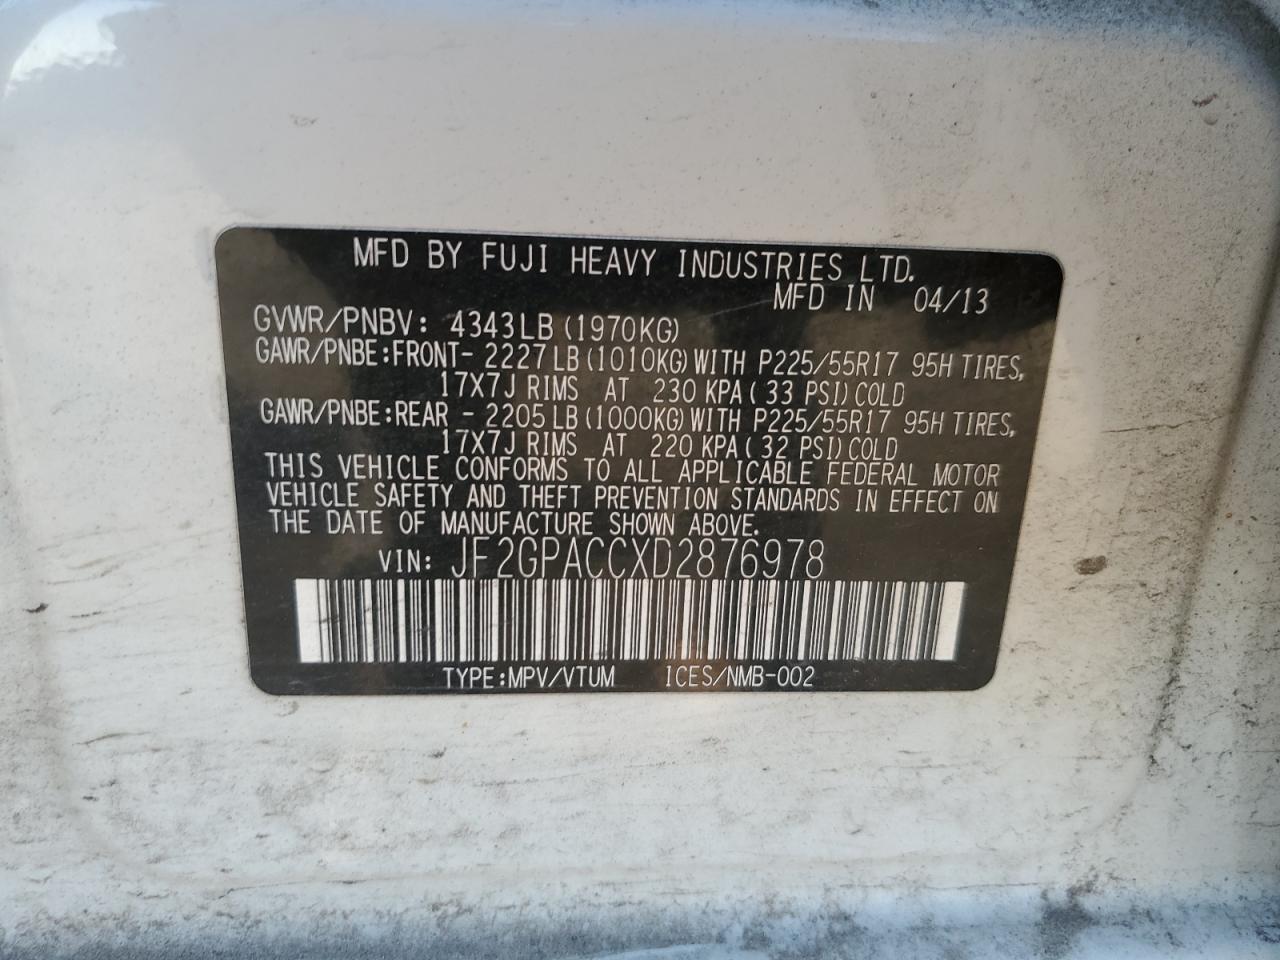 MFD BY FUJI HEAVY INDUSTRIES LTD.
MFD IN 04/13
GVWR/PNBV: 4343LB (1970KG)
GAWR/PNBE:FRONT- 2227LB (1010KG) WITH P225/55R17 95H TIRES,
17X7J RIMS AT 230 KPA (33 PSI) COLD
GAWR/PNBE:REAR - 2205LB (1000KG) WITH P225/55R17 95H TIRES,
17X7J RIMS AT 220 KPA (32 PSI) COLD
THIS VEHICLE CONFORMS TO ALL APPLICABLE FEDERAL MOTOR
VEHICLE SAFETY AND THEFT PREVENTION STANDARDS IN EFFECT ON
THE DATE OF MANUFACTURE SHOWN ABOVE.
VIN: JF2GPACCXD2876978
TYPE:MPV/VTUM ICES/NMB-002